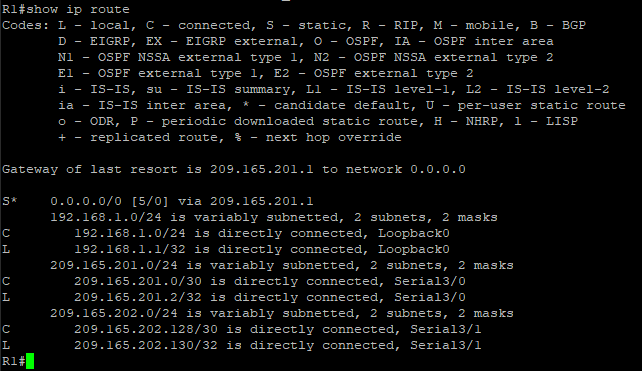 R1#show ip route
Codes: L - local, C - connected, S - static, R - RIP, M - mobile, B - BGP
       D - EIGRP, EX - EIGRP external, O - OSPF, IA - OSPF inter area
       N1 - OSPF NSSA external type 1, N2 - OSPF NSSA external type 2
       E1 - OSPF external type 1, E2 - OSPF external type 2
       i - IS-IS, su - IS-IS summary, L1 - IS-IS level-1, L2 - IS-IS level-2
       ia - IS-IS inter area, * - candidate default, U - per-user static route
       o - ODR, P - periodic downloaded static route, H - NHRP, l - LISP
       + - replicated route, % - next hop override
Gateway of last resort is 209.165.201.1 to network 0.0.0.0
S*    0.0.0.0/0 [5/0] via 209.165.201.1
      192.168.1.0/24 is variably subnetted, 2 subnets, 2 masks
C        192.168.1.0/24 is directly connected, Loopback0
L        192.168.1.1/32 is directly connected, Loopback0
      209.165.201.0/24 is variably subnetted, 2 subnets, 2 masks
C        209.165.201.0/30 is directly connected, Serial3/0
L        209.165.201.2/32 is directly connected, Serial3/0
      209.165.202.0/24 is variably subnetted, 2 subnets, 2 masks
C        209.165.202.128/30 is directly connected, Serial3/1
L        209.165.202.130/32 is directly connected, Serial3/1
R1#